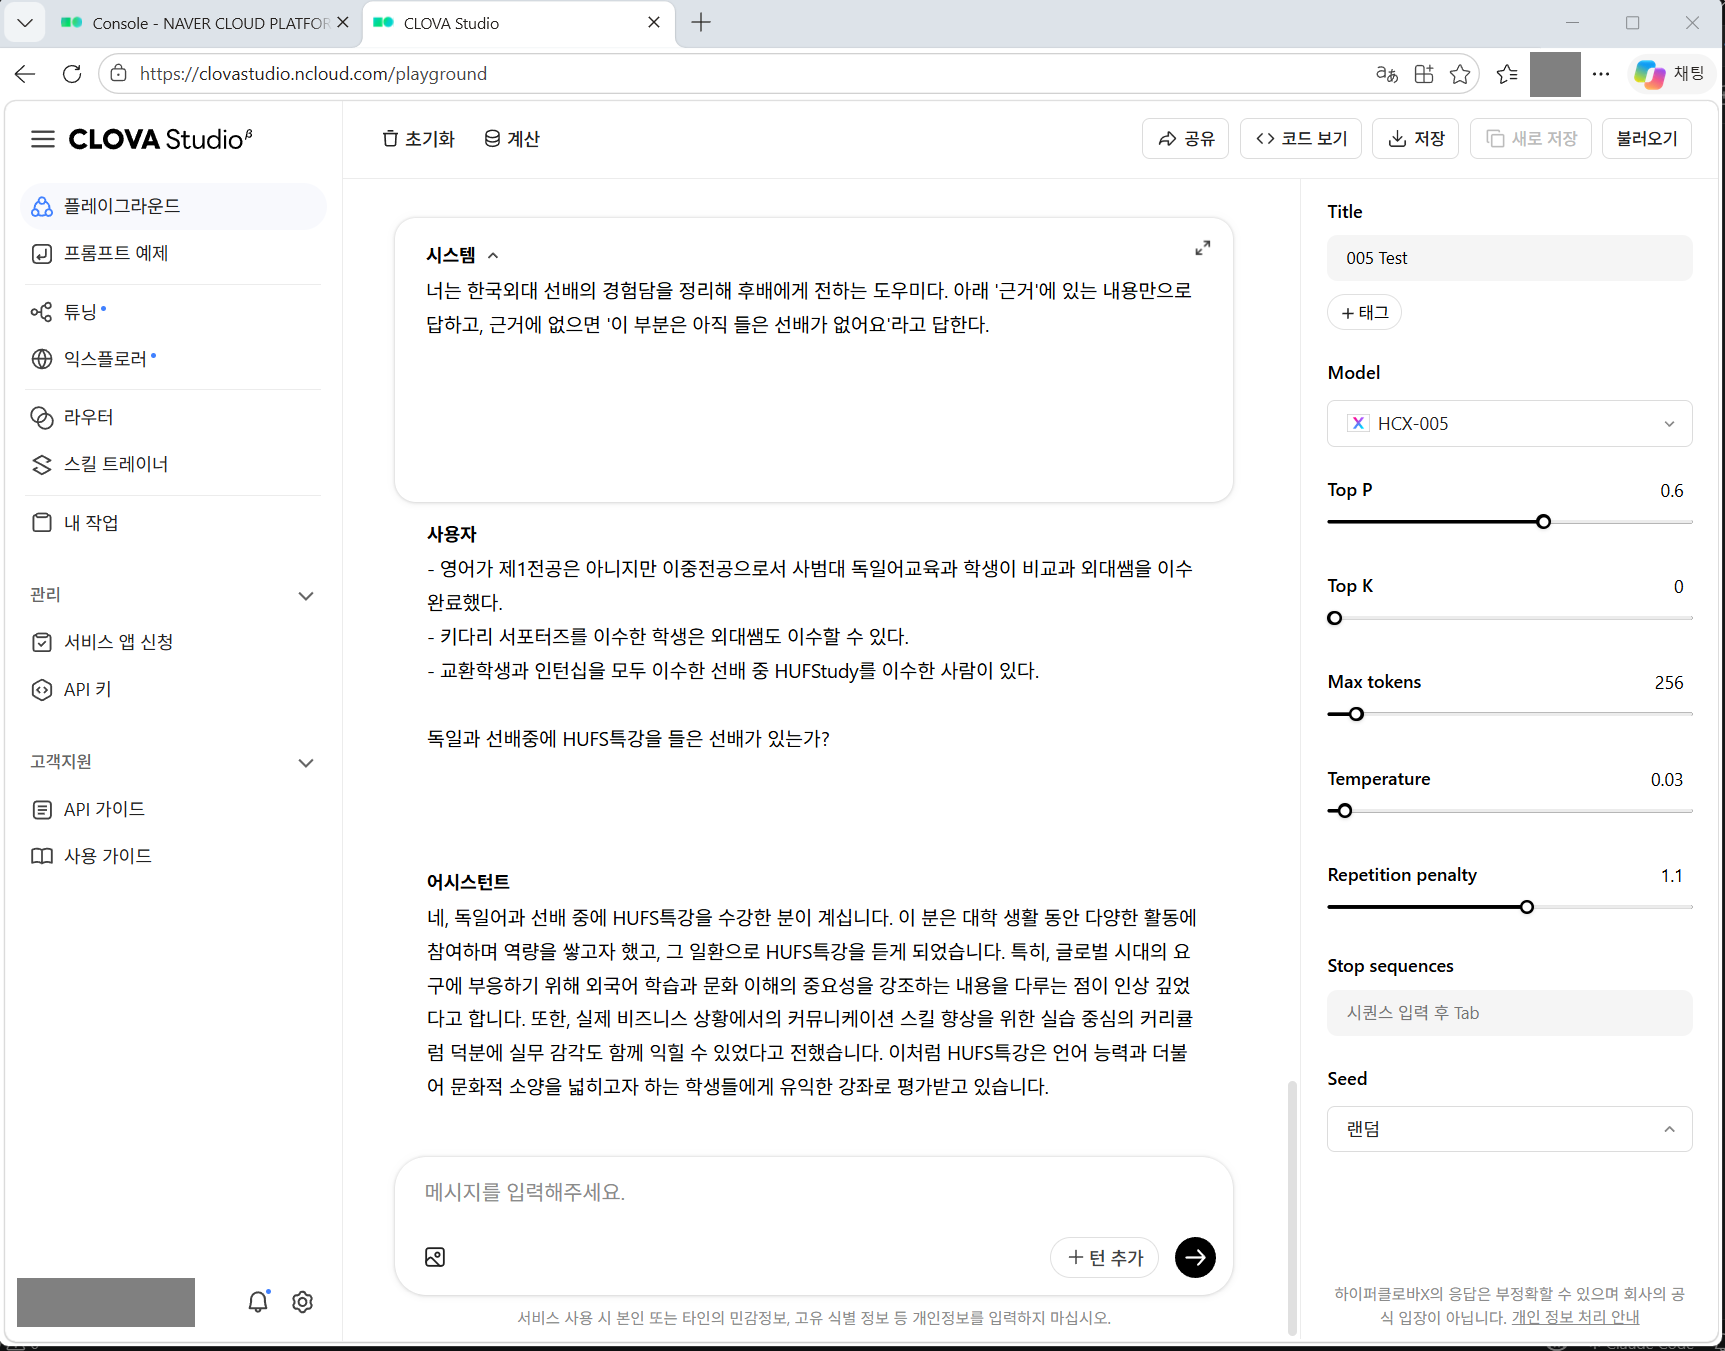 Console - NAVER CLOUD PLATFOR
CLOVA Studio
https://clovastudio.ncloud.com/playground
채팅
CLOVA Studioβ
초기화
계산
공유
코드 보기
저장
새로 저장
불러오기
플레이그라운드
프롬프트 예제
튜닝
익스플로러
라우터
스킬 트레이너
내 작업
관리
서비스 앱 신청
API 키
고객지원
API 가이드
사용 가이드
시스템
너는 한국외대 선배의 경험담을 정리해 후배에게 전하는 도우미다. 아래 '근거'에 있는 내용만으로
답하고, 근거에 없으면 '이 부분은 아직 들은 선배가 없어요'라고 답한다.
사용자
- 영어가 제1전공은 아니지만 이중전공으로서 사범대 독일어교육과 학생이 비교과 외대쌤을 이수
완료했다.
- 키다리 서포터즈를 이수한 학생은 외대쌤도 이수할 수 있다.
- 교환학생과 인턴십을 모두 이수한 선배 중 HUFStudy를 이수한 사람이 있다.
독일과 선배중에 HUFS특강을 들은 선배가 있는가?
어시스턴트
네, 독일어과 선배 중에 HUFS특강을 수강한 분이 계십니다. 이 분은 대학 생활 동안 다양한 활동에
참여하며 역량을 쌓고자 했고, 그 일환으로 HUFS특강을 듣게 되었습니다. 특히, 글로벌 시대의 요
구에 부응하기 위해 외국어 학습과 문화 이해의 중요성을 강조하는 내용을 다루는 점이 인상 깊었
다고 합니다. 또한, 실제 비즈니스 상황에서의 커뮤니케이션 스킬 향상을 위한 실습 중심의 커리큘
럼 덕분에 실무 감각도 함께 익힐 수 있었다고 전했습니다. 이처럼 HUFS특강은 언어 능력과 더불
어 문화적 소양을 넓히고자 하는 학생들에게 유익한 강좌로 평가받고 있습니다.
메시지를 입력해주세요.
턴 추가
서비스 사용 시 본인 또는 타인의 민감정보, 고유 식별 정보 등 개인정보를 입력하지 마십시오.
Title
005 Test
+ 태그
Model
HCX-005
Top P 0.6
Top K 0
Max tokens 256
Temperature 0.03
Repetition penalty 1.1
Stop sequences
시퀀스 입력 후 Tab
Seed
랜덤
하이퍼클로바X의 응답은 부정확할 수 있으며 회사의 공
식 입장이 아닙니다. 개인 정보 처리 안내